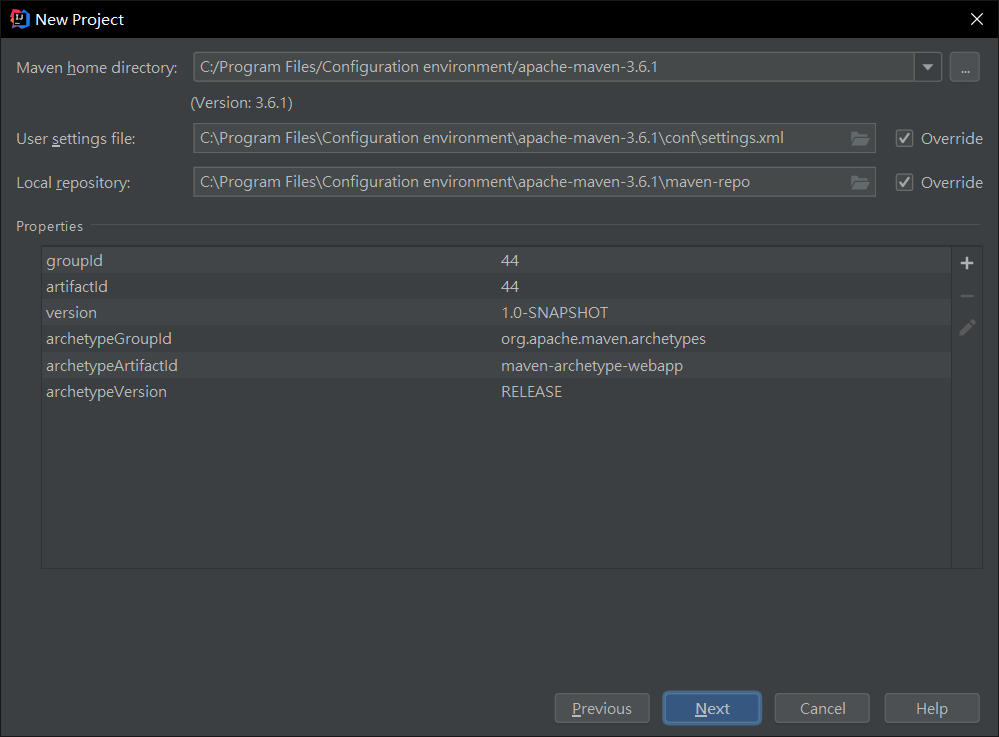 New Project
Maven home directory: C:/Program Files/Configuration environment/apache-maven-3.6.1 ...
(Version: 3.6.1)
User settings file: C:\Program Files\Configuration environment\apache-maven-3.6.1\conf\settings.xml Override
Local repository: C:\Program Files\Configuration environment\apache-maven-3.6.1\maven-repo Override
Properties
groupId 44
artifactId 44
version 1.0-SNAPSHOT
archetypeGroupId org.apache.maven.archetypes
archetypeArtifactId maven-archetype-webapp
archetypeVersion RELEASE
Previous Next Cancel Help